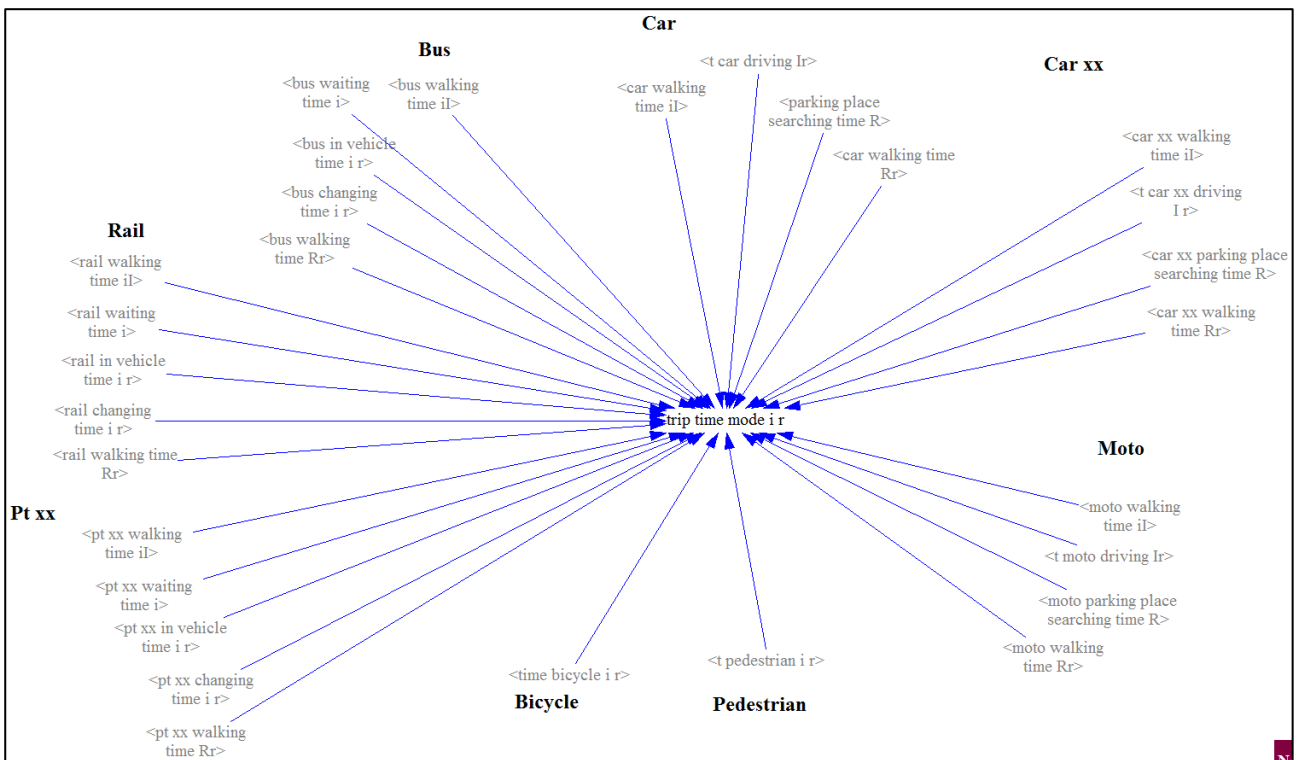 Car
Bus
<t car driving Ir>
Car xx
<bus waiting
time i>
<bus walking
time iI>
<car walking
time iI>
<parking place
searching time R>
<car xx walking
time iI>
<bus in vehicle
time i r>
<car walking time
Rr>
<bus changing
time i r>
<t car xx driving
I r>
Rail
<bus walking
time Rr>
<rail walking
time iI>
<car xx parking place
searching time R>
<rail waiting
time i>
<car xx walking
time Rr>
<rail in vehicle
time i r>
<rail changing
time i r>
trip time mode i r
<rail walking time
Rr>
Moto
Pt xx
<pt xx walking
time iI>
<moto walking
time iI>
<t moto driving Ir>
<pt xx waiting
time i>
<moto parking place
searching time R>
<pt xx in vehicle
time i r>
<moto walking
time Rr>
<pt xx changing
time i r>
<time bicycle i r>
<t pedestrian i r>
Bicycle
Pedestrian
<pt xx walking
time Rr>